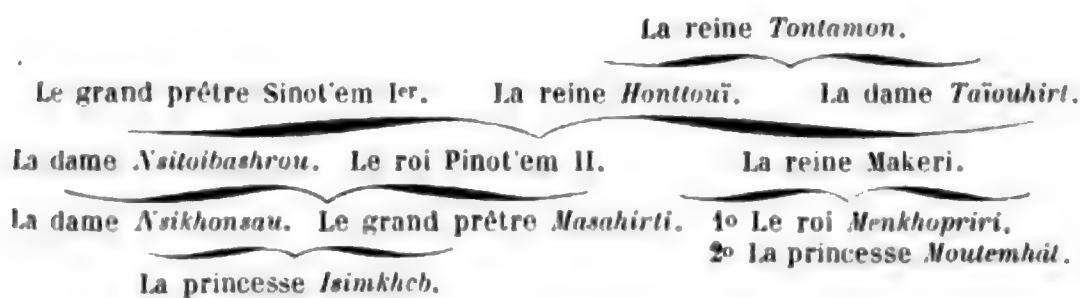 La reine Tontamon.
Le grand prêtre Sinot'em Ier. La reine Honttouï. La dame Taïouhirt.
La dame Nsitoibashrou. Le roi Pinot'em II. La reine Makeri.
La dame Nsikhonsau. Le grand prêtre Masahirti. 1o Le roi Menkhopriri.
2o La princesse Moutemhât.
La princesse Isimkheb.